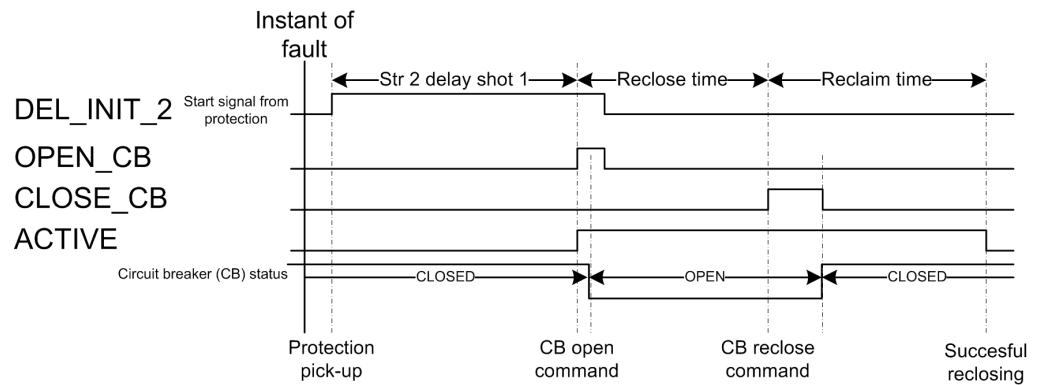 Instant of
fault
Str 2 delay shot 1
Reclose time
Reclaim time
DEL_INIT_2
Start signal from
protection
OPEN_CB
CLOSE_CB
ACTIVE
Circuit breaker (CB) status
CLOSED
OPEN
CLOSED
Protection
pick-up
CB open
command
CB reclose
command
Succesful
reclosing